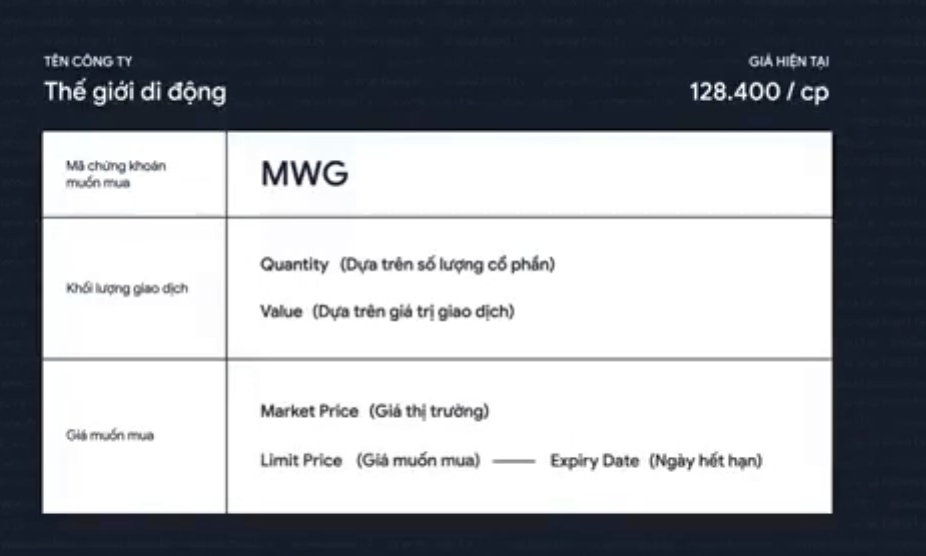 TÊN CÔNG TY
Thế giới di động
GIÁ HIỆN TẠI
128.400 / cp
Mã chứng khoán
muốn mua
MWG
Khối lượng giao dịch
Quantity (Dựa trên số lượng cổ phần)
Value (Dựa trên giá trị giao dịch)
Giá muốn mua
Market Price (Giá thị trường)
Limit Price (Giá muốn mua) —— Expiry Date (Ngày hết hạn)